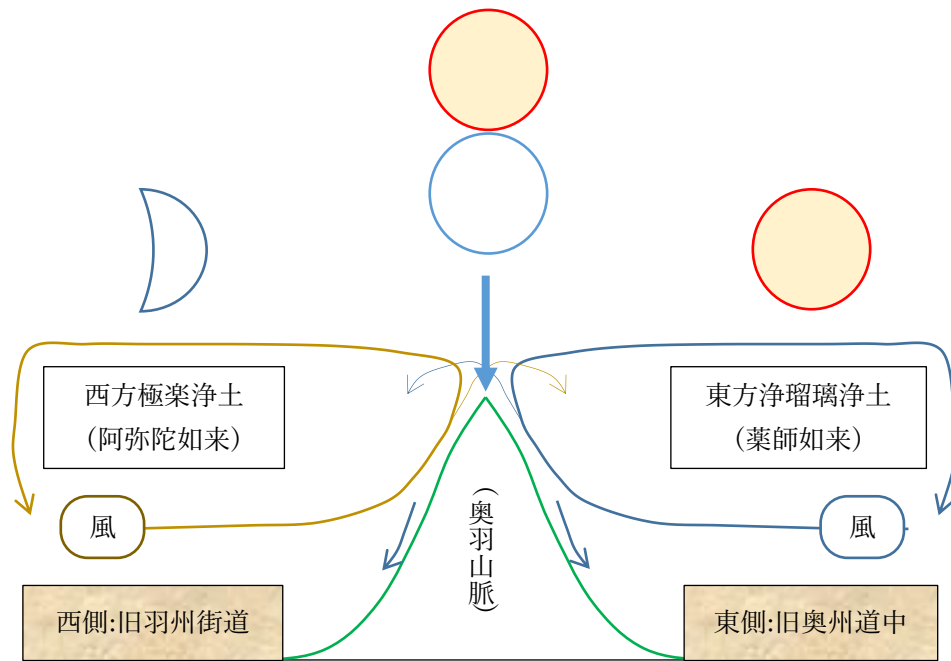 西方極楽浄土
（阿弥陀如来）
東方浄瑠璃浄土
（薬師如来）
風
（奥羽山脈）
風
西側:旧羽州街道
東側:旧奥州道中